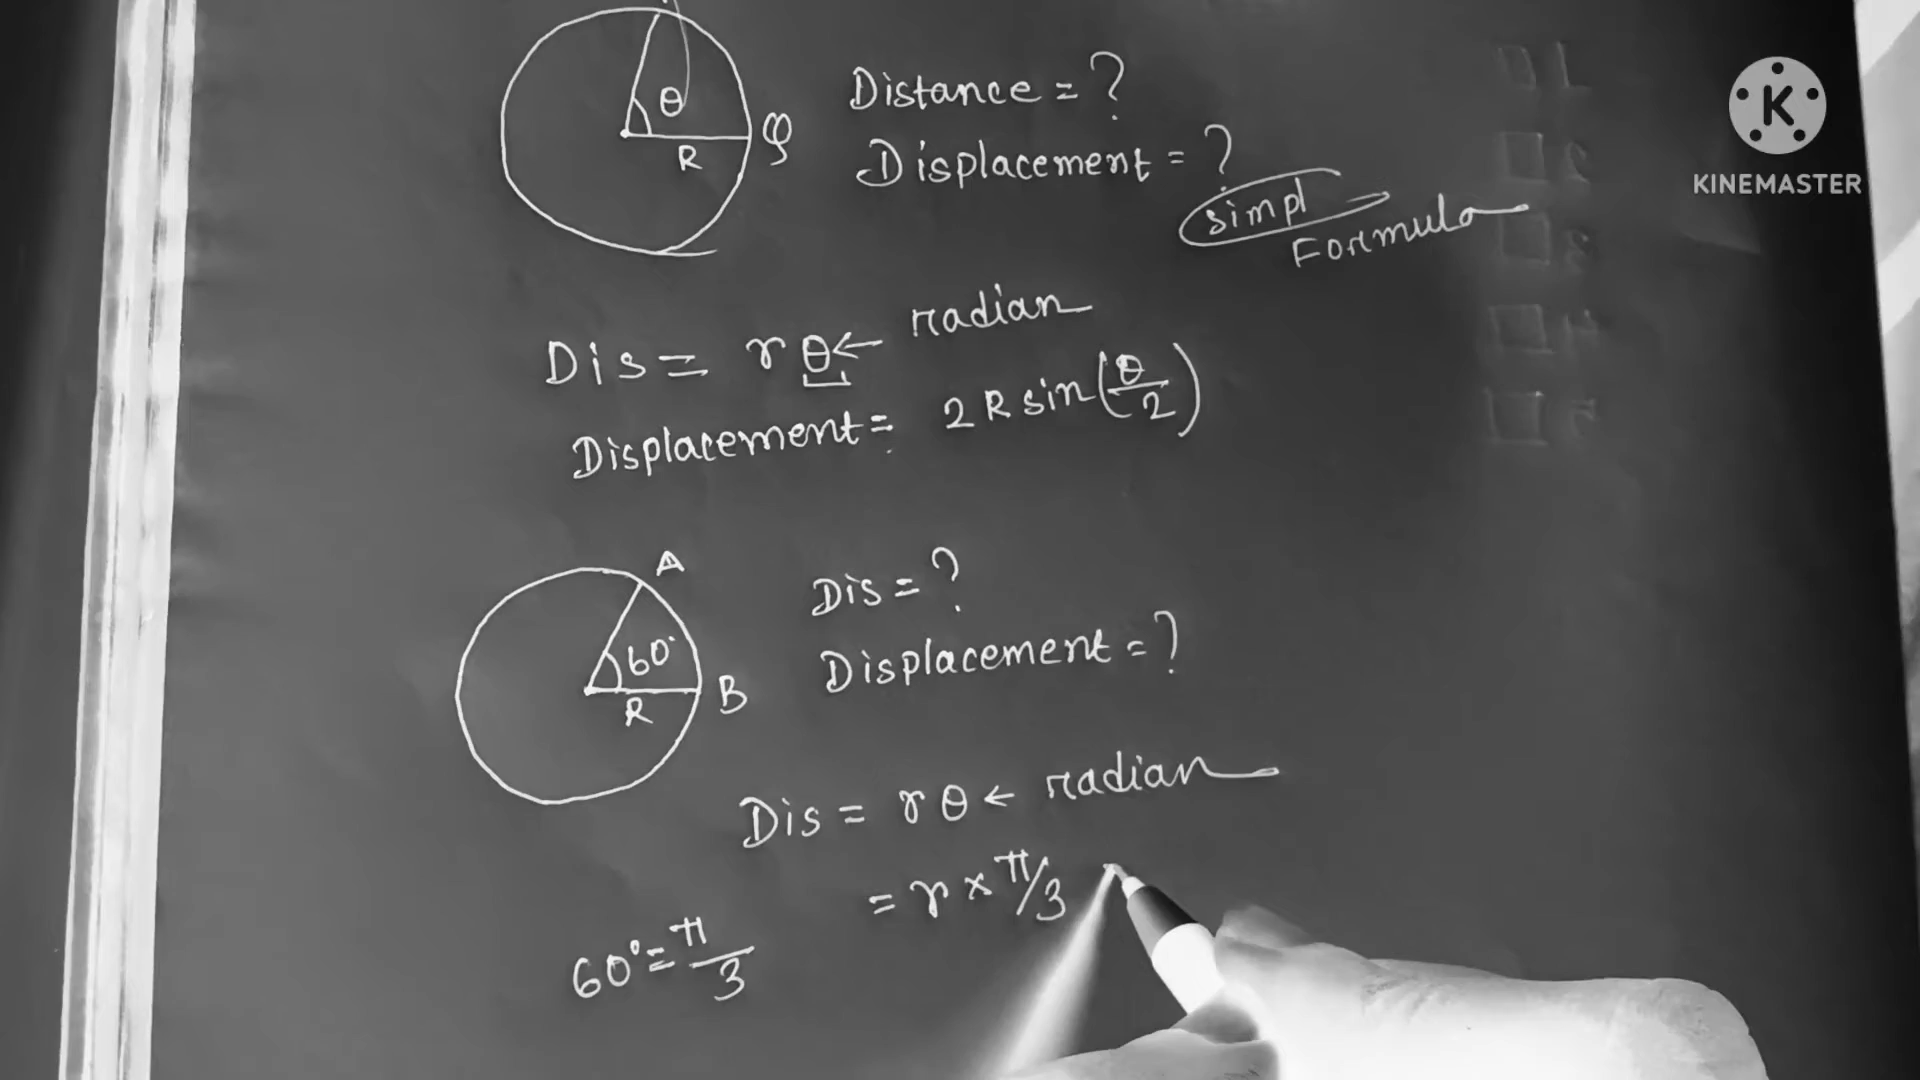 θ
R
φ
Distance = ?
Displacement = ?
simpl
Formula
KINEMASTER
Dis = rθ ← radian
Displacement = 2R sin(θ/2)
A
60°
R
B
Dis = ?
Displacement = ?
Dis = rθ ← radian
= r × π/3
60° = π/3